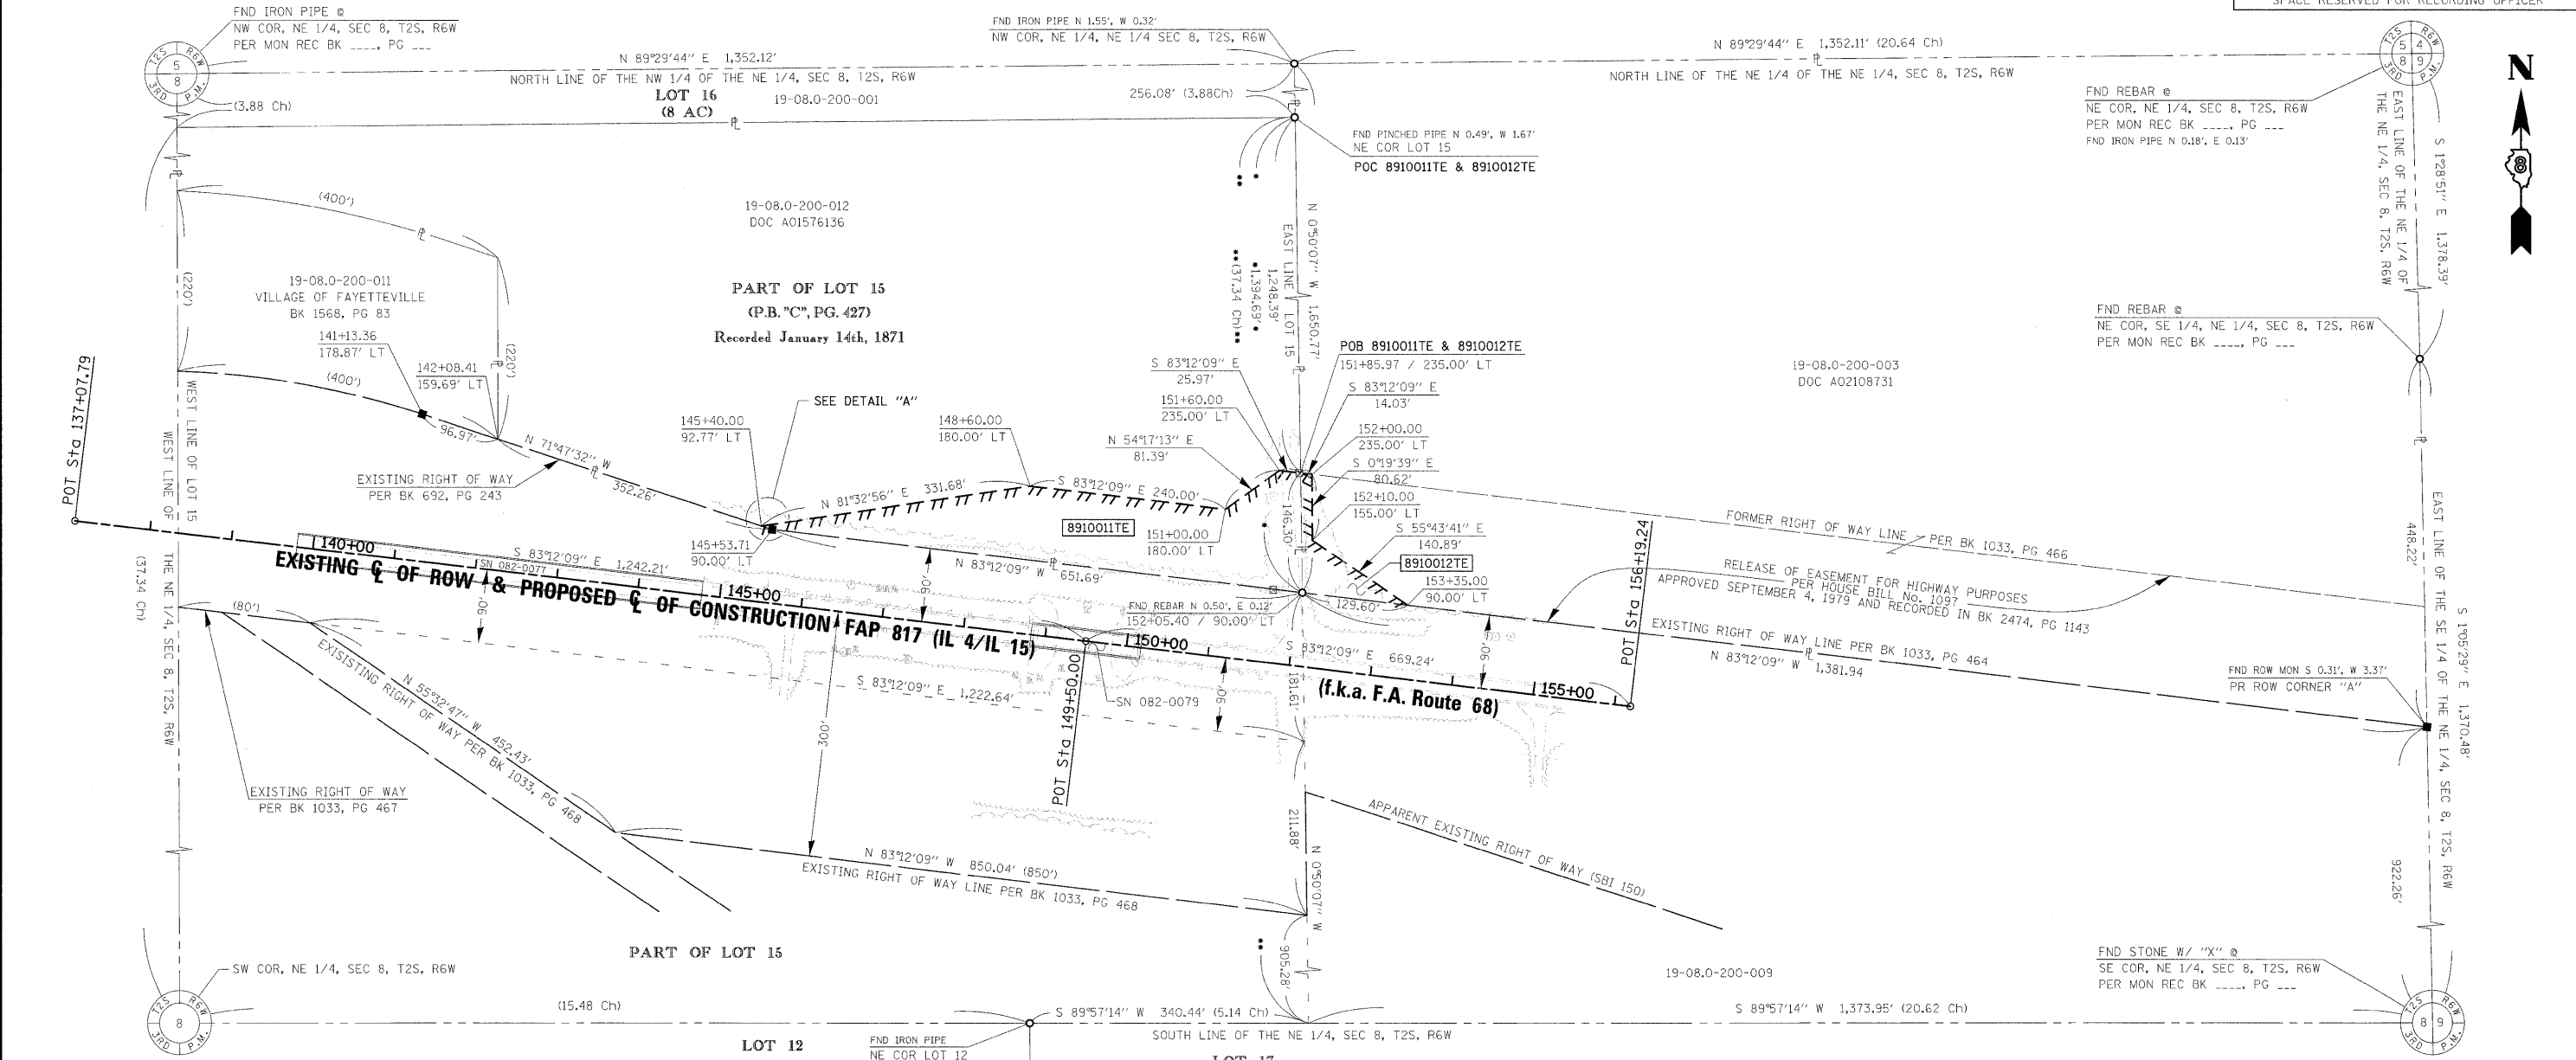 SPACE RESERVED FOR RECORDING OFFICER
FND IRON PIPE @
NW COR, NE 1/4, SEC 8, T2S, R6W
PER MON REC BK ____, PG ___
T2S R6W
5
8
3RD P.M.
(3.88 Ch)
N 89°29'44" E 1,352.12'
NORTH LINE OF THE NW 1/4 OF THE NE 1/4, SEC 8, T2S, R6W
LOT 16
(8 AC)
19-08.0-200-001
FND IRON PIPE N 1.55', W 0.32'
NW COR, NE 1/4, NE 1/4 SEC 8, T2S, R6W
256.08' (3.88Ch)
N 89°29'44" E 1,352.11' (20.64 Ch)
NORTH LINE OF THE NE 1/4 OF THE NE 1/4, SEC 8, T2S, R6W
T2S R6W
5 4
8 9
3RD P.M.
FND REBAR @
NE COR, NE 1/4, SEC 8, T2S, R6W
PER MON REC BK ____, PG ___
FND IRON PIPE N 0.18', E 0.13'
N
8
FND PINCHED PIPE N 0.49', W 1.67'
NE COR LOT 15
POC 8910011TE & 8910012TE
EAST LINE OF THE NE 1/4 OF
THE NE 1/4, SEC 8, T2S, R6W
S 1°28'51" E 1,378.39'
(400')
(220')
(220')
(400')
19-08.0-200-012
DOC A01576136
19-08.0-200-011
VILLAGE OF FAYETTEVILLE
BK 1568, PG 83
141+13.36
178.87' LT
142+08.41
159.69' LT
96.97'
PART OF LOT 15
(P.B. "C", PG. 427)
Recorded January 14th, 1871
**(37.34 Ch)**
*1,394.69'*
1,248.39'
EAST LINE LOT 15
N 0°50'07" W 1,650.77'
POB 8910011TE & 8910012TE
151+85.97 / 235.00' LT
S 83°12'09" E
25.97'
S 83°12'09" E
14.03'
151+60.00
235.00' LT
152+00.00
235.00' LT
N 54°17'13" E
81.39'
S 0°19'39" E
80.62'
152+10.00
155.00' LT
S 55°43'41" E
140.89'
8910012TE
153+35.00
90.00' LT
19-08.0-200-003
DOC A02108731
FND REBAR @
NE COR, SE 1/4, NE 1/4, SEC 8, T2S, R6W
PER MON REC BK ____, PG ___
POT Sta 137+07.79
WEST LINE OF LOT 15
WEST LINE OF THE NE 1/4, SEC 8, T2S, R6W
(37.34 Ch)
N 71°47'32" W 352.26'
EXISTING RIGHT OF WAY
PER BK 692, PG 243
SEE DETAIL "A"
145+40.00
92.77' LT
148+60.00
180.00' LT
N 81°32'56" E 331.68'
S 83°12'09" E 240.00'
8910011TE
151+00.00
180.00' LT
145+53.71
90.00' LT
N 83°12'09" W 651.69'
146.30'
*
FND REBAR N 0.50', E 0.12'
152+05.40 / 90.00' LT
129.60'
FORMER RIGHT OF WAY LINE - PER BK 1033, PG 466
RELEASE OF EASEMENT FOR HIGHWAY PURPOSES
PER HOUSE BILL No. 1097
APPROVED SEPTEMBER 4, 1979 AND RECORDED IN BK 2474, PG 1143
EXISTING RIGHT OF WAY LINE PER BK 1033, PG 464
N 83°12'09" W 1,381.94
FND ROW MON S 0.31', W 3.37'
PR ROW CORNER "A"
448.22'
EAST LINE OF THE SE 1/4 OF THE NE 1/4, SEC 8, T2S, R6W
S 1°05'29" E 1,370.48'
922.26'
140+00
S 83°12'09" E 1,242.21'
SN 082-0077
145+00
EXISTING ℄ OF ROW & PROPOSED ℄ OF CONSTRUCTION FAP 817 (IL 4/IL 15)
(f.k.a. F.A. Route 68)
150+00
155+00
S 83°12'09" E 669.24'
POT Sta 156+19.24
POT Sta 149+50.00
SN 082-0079
90'
90'
90'
90'
300'
181.61'
211.88'
(80')
S 83°12'09" E 1,222.64'
N 55°32'47" W 452.43'
EXISISTING RIGHT OF WAY PER BK 1033, PG 468
EXISTING RIGHT OF WAY
PER BK 1033, PG 467
N 83°12'09" W 850.04' (850')
EXISTING RIGHT OF WAY LINE PER BK 1033, PG 468
APPARENT EXISTING RIGHT OF WAY (SBI 150)
N 0°50'07" W
905.28'
**
PART OF LOT 15
19-08.0-200-009
FND STONE W/ "X" @
SE COR, NE 1/4, SEC 8, T2S, R6W
PER MON REC BK ____, PG ___
SW COR, NE 1/4, SEC 8, T2S, R6W
T2S R6W
8
3RD P.M.
(15.48 Ch)
S 89°57'14" W 340.44' (5.14 Ch)
SOUTH LINE OF THE NE 1/4, SEC 8, T2S, R6W
S 89°57'14" W 1,373.95' (20.62 Ch)
T2S R6W
8 9
3RD P.M.
LOT 12
FND IRON PIPE
NE COR LOT 12
LOT 17